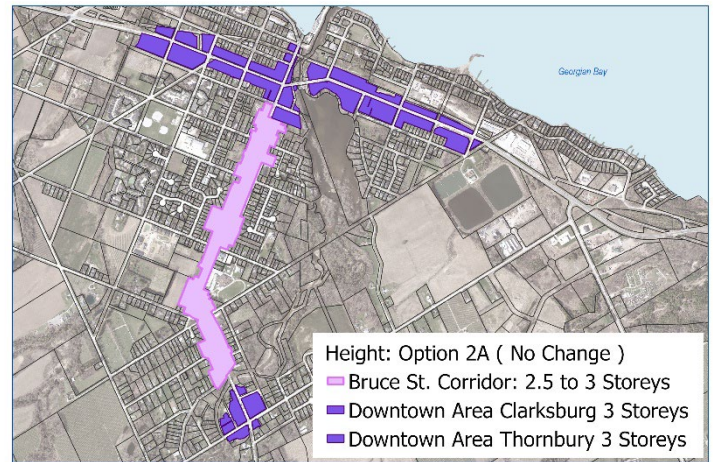 Georgian Bay
Height: Option 2A ( No Change )
Bruce St. Corridor: 2.5 to 3 Storeys
Downtown Area Clarksburg 3 Storeys
Downtown Area Thornbury 3 Storeys